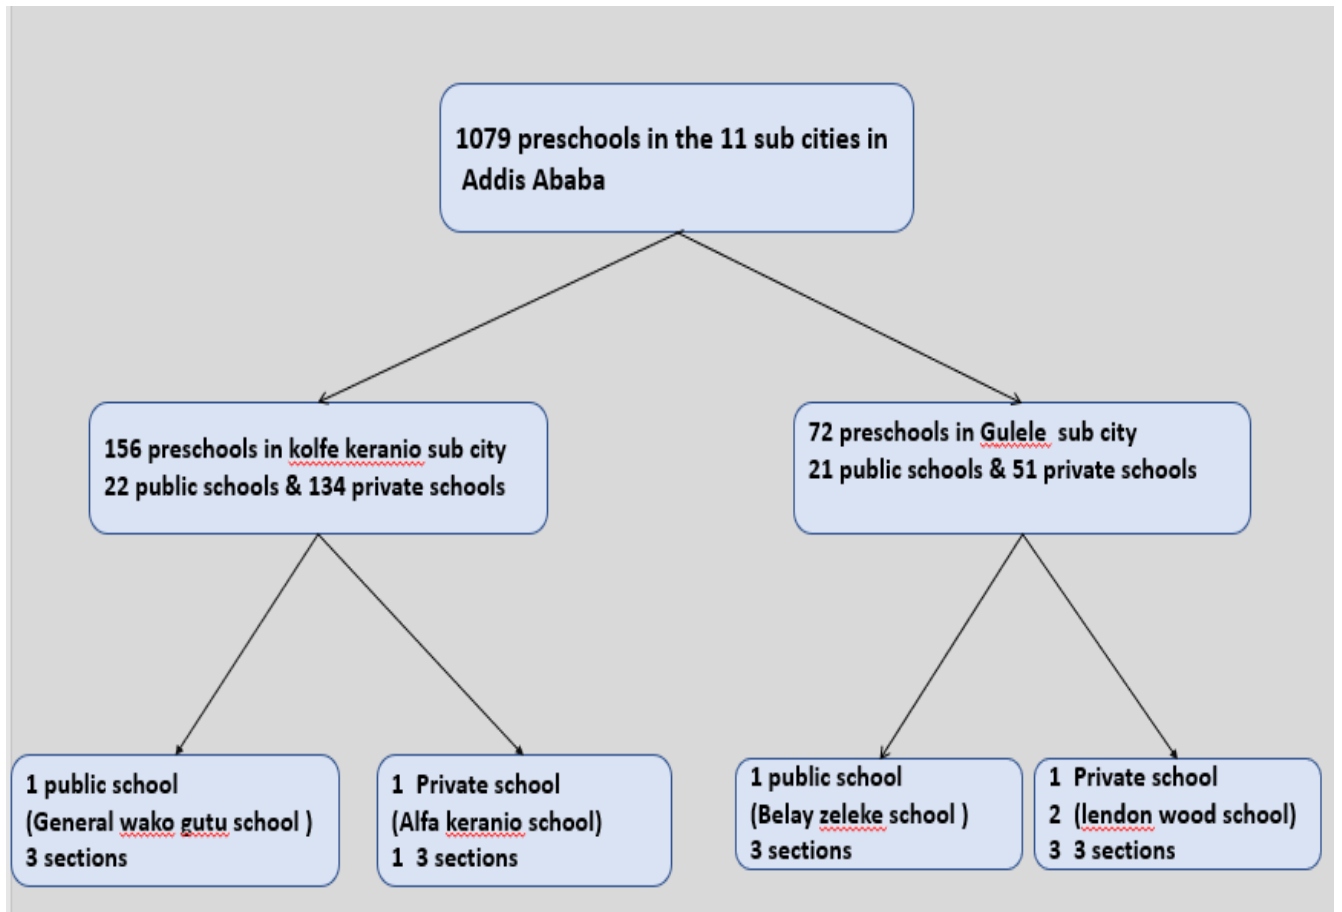 1079 preschools in the 11 sub cities in
Addis Ababa
156 preschools in kolfe keranio sub city
22 public schools & 134 private schools
72 preschools in Gulele sub city
21 public schools & 51 private schools
1 public school
(General wako gutu school )
3 sections
1 Private school
(Alfa keranio school)
1 3 sections
1 public school
(Belay zeleke school )
3 sections
1 Private school
2 (lendon wood school)
3 3 sections